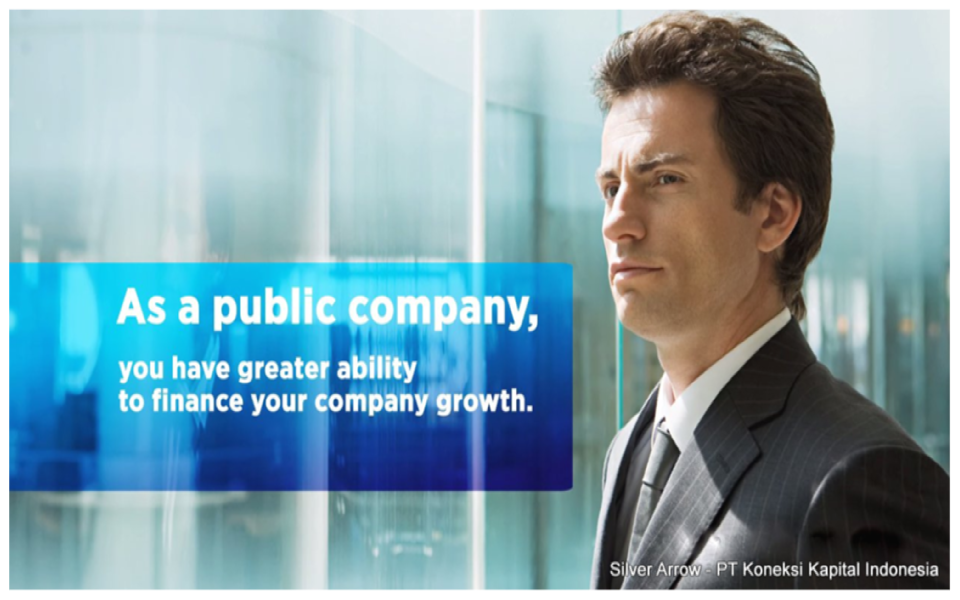 As a public company,
you have greater ability
to finance your company growth.
Silver Arrow - PT Koneksi Kapital Indonesia